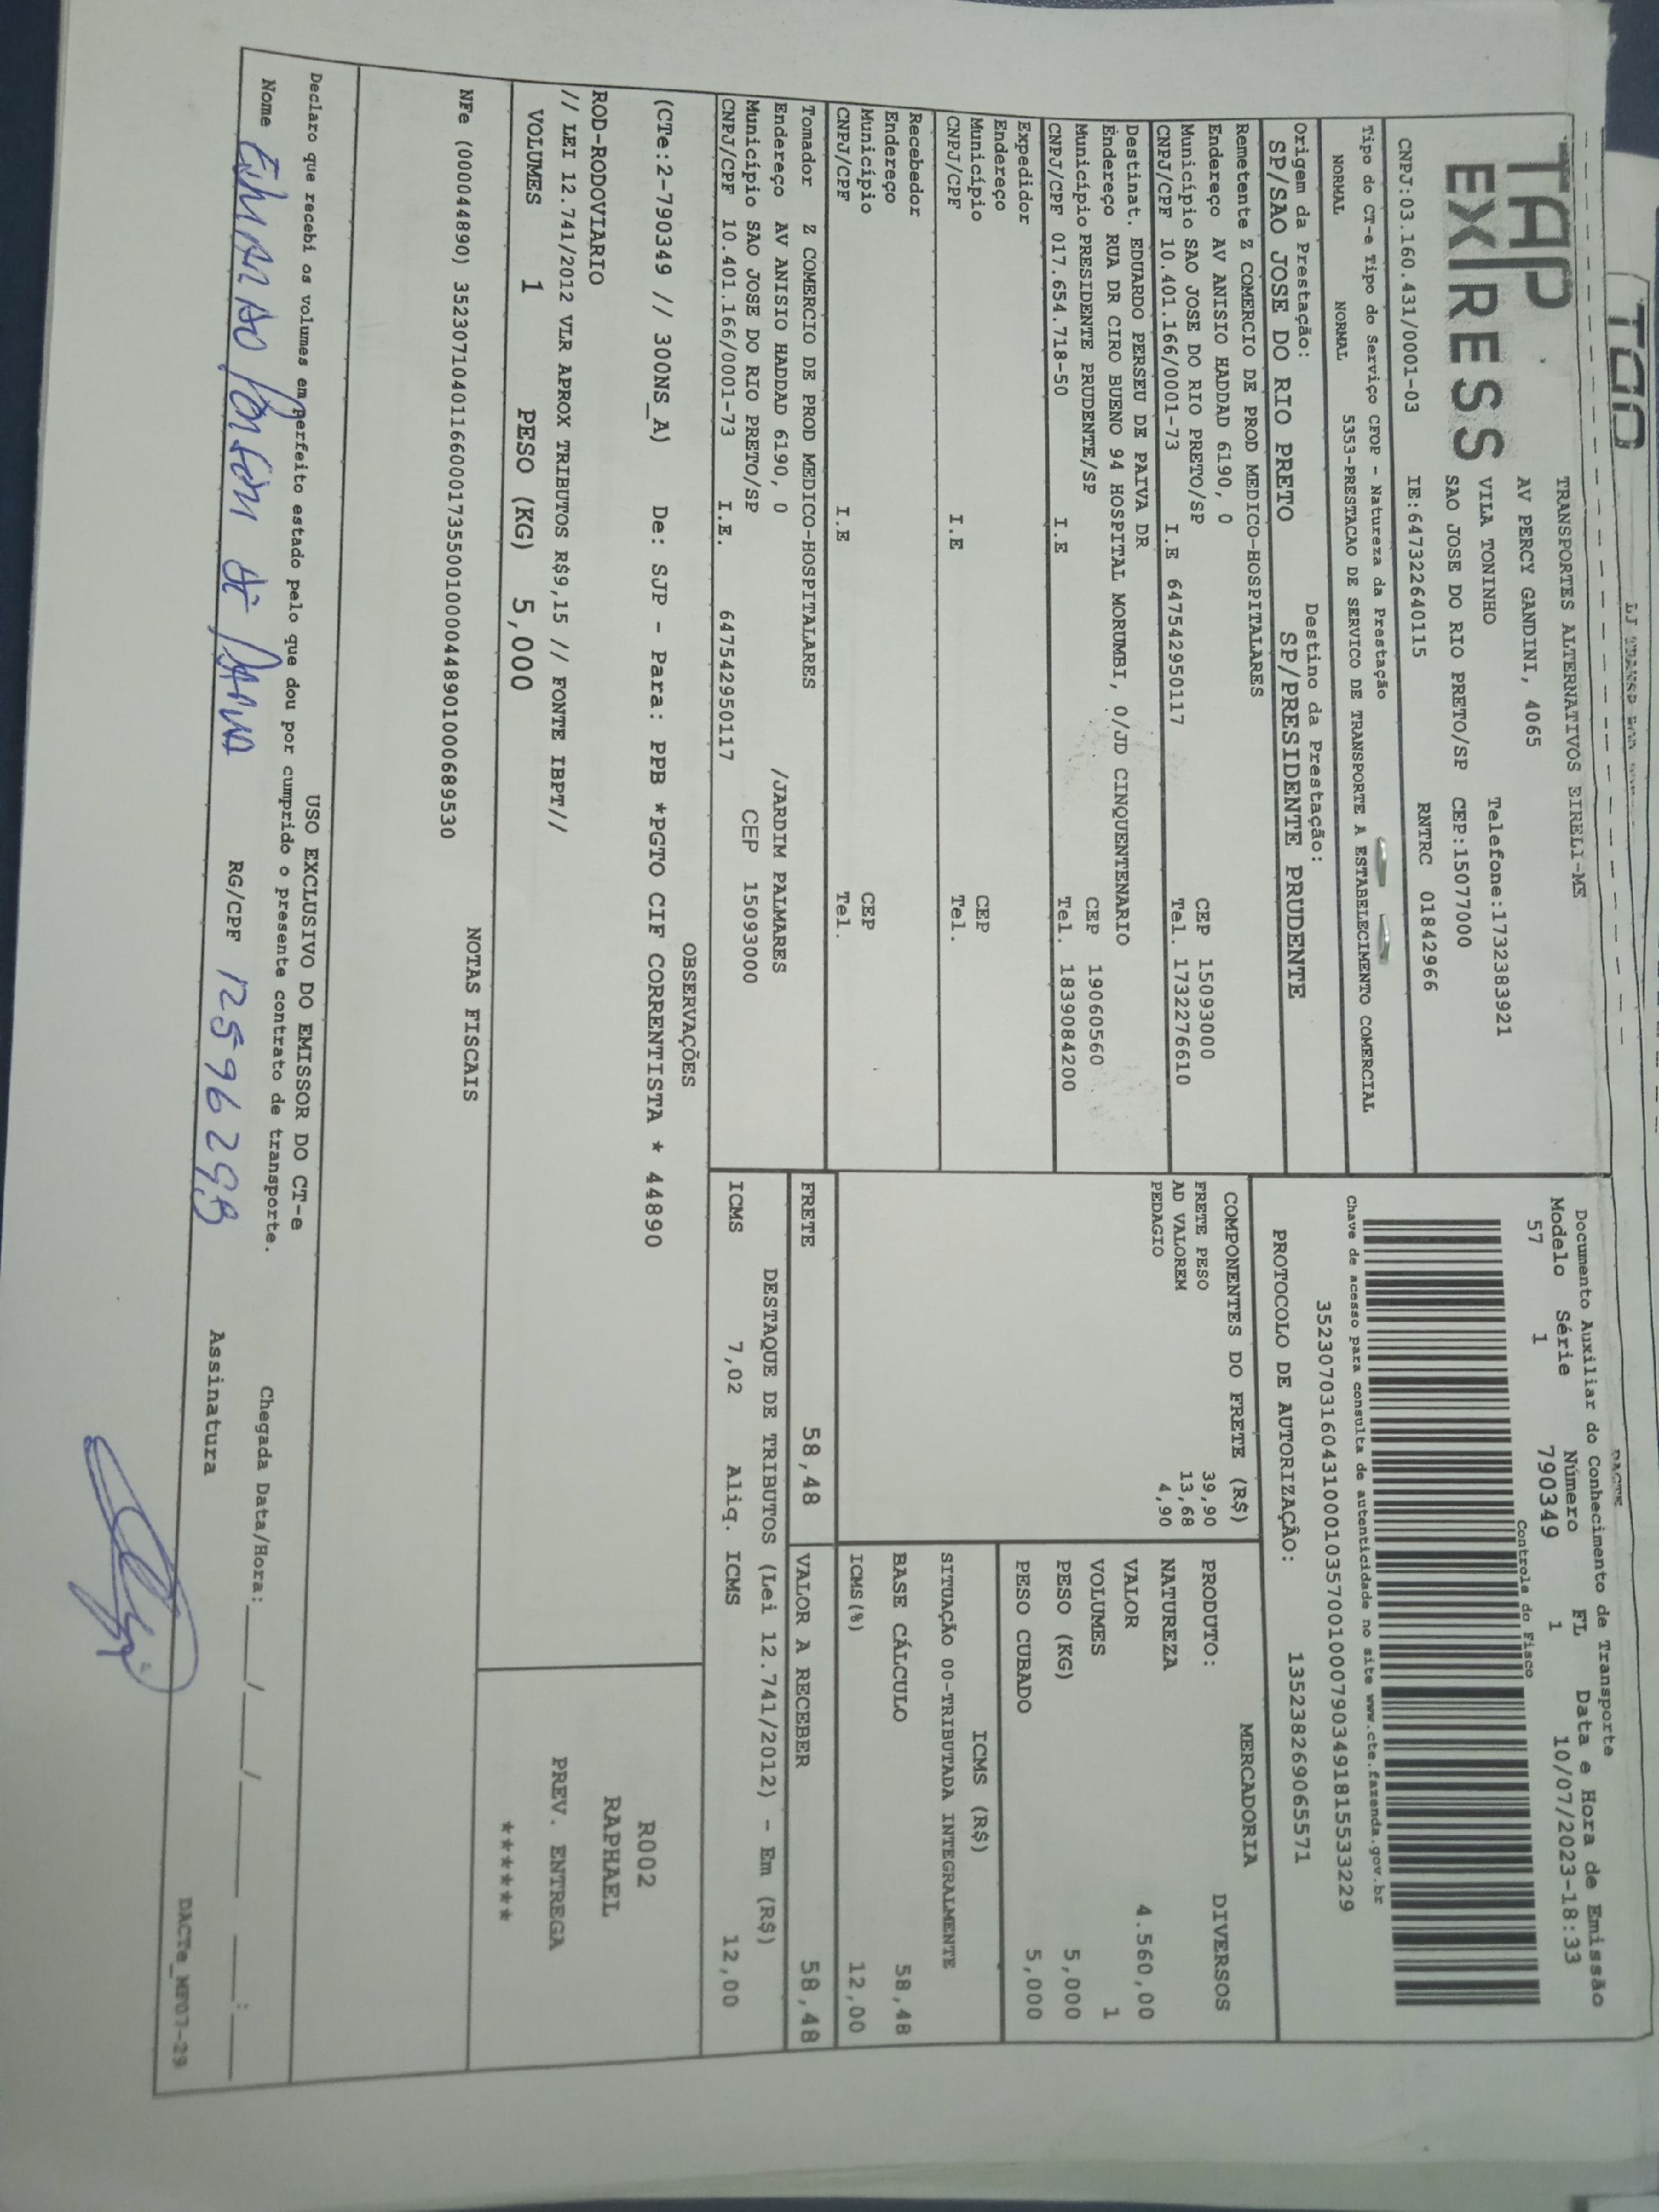 TAP
EXPRESS
TRANSPORTES ALTERNATIVOS EIRELI-ME
AV PERCY GANDINI, 4065
VILA TONINHO Telefone:1732383921
SAO JOSE DO RIO PRETO/SP CEP:15077000
CNPJ:03.160.431/0001-03 IE:647322640115 RNTRC 01842966
DACTE
Documento Auxiliar do Conhecimento de Transporte
Modelo Série Número FL Data e Hora de Emissão
57 1 790349 1 10/07/2023-18:33
Controle do Fisco
Chave de acesso para consulta de autenticidade no site www.cte.fazenda.gov.br
35230703160431000103570010007903491815533229
PROTOCOLO DE AUTORIZAÇÃO: 135238269065571
Tipo do CT-e Tipo do Serviço CFOP - Natureza da Prestação
NORMAL NORMAL 5353-PRESTACAO DE SERVICO DE TRANSPORTE A ESTABELECIMENTO COMERCIAL
Origem da Prestação: Destino da Prestação:
SP/SAO JOSE DO RIO PRETO SP/PRESIDENTE PRUDENTE
Remetente Z COMERCIO DE PROD MEDICO-HOSPITALARES
Endereço AV ANISIO HADDAD 6190, 0 CEP 15093000
Município SAO JOSE DO RIO PRETO/SP Tel. 1732276610
CNPJ/CPF 10.401.166/0001-73 I.E 647542950117
Destinat. EDUARDO PERSEU DE PAIVA DR
Endereço RUA DR CIRO BUENO 94 HOSPITAL MORUMBI, 0/JD CINQUENTENARIO
Município PRESIDENTE PRUDENTE/SP CEP 19060560
CNPJ/CPF 017.654.718-50 I.E Tel. 1839084200
Expedidor
Endereço
Município CEP
CNPJ/CPF I.E Tel.
Recebedor
Endereço
Município CEP
CNPJ/CPF I.E Tel.
Tomador Z COMERCIO DE PROD MEDICO-HOSPITALARES
Endereço AV ANISIO HADDAD 6190, 0 /JARDIM PALMARES
Município SAO JOSE DO RIO PRETO/SP CEP 15093000
CNPJ/CPF 10.401.166/0001-73 I.E. 647542950117
COMPONENTES DO FRETE (R$)
FRETE PESO 39,90
AD VALOREM 13,68
PEDAGIO 4,90
MERCADORIA
PRODUTO: DIVERSOS
NATUREZA
VALOR 4.560,00
VOLUMES 1
PESO (KG) 5,000
PESO CUBADO 5,000
ICMS (R$)
SITUAÇÃO 00-TRIBUTADA INTEGRALMENTE
BASE CÁLCULO 58,48
ICMS(%) 12,00
FRETE 58,48 VALOR A RECEBER 58,48
DESTAQUE DE TRIBUTOS (Lei 12.741/2012) - Em (R$)
ICMS 7,02 Aliq. ICMS 12,00
OBSERVAÇÕES
(CTe:2-790349 // 300NS_A) De: SJP - Para: PPB *PGTO CIF CORRENTISTA * 44890
ROD-RODOVIARIO
// LEI 12.741/2012 VLR APROX TRIBUTOS R$9,15 // FONTE IBPT//
VOLUMES 1 PESO (KG) 5,000
R002
RAPHAEL
PREV. ENTREGA
******
NOTAS FISCAIS
NFe (000044890) 35230710401166000173550010000448901000689530
USO EXCLUSIVO DO EMISSOR DO CT-e
Declaro que recebi os volumes em perfeito estado pelo que dou por cumprido o presente contrato de transporte.
Chegada Data/Hora:____/____/______ ___:___
Nome RG/CPF 12596298 Assinatura
DACTe_MF07-29